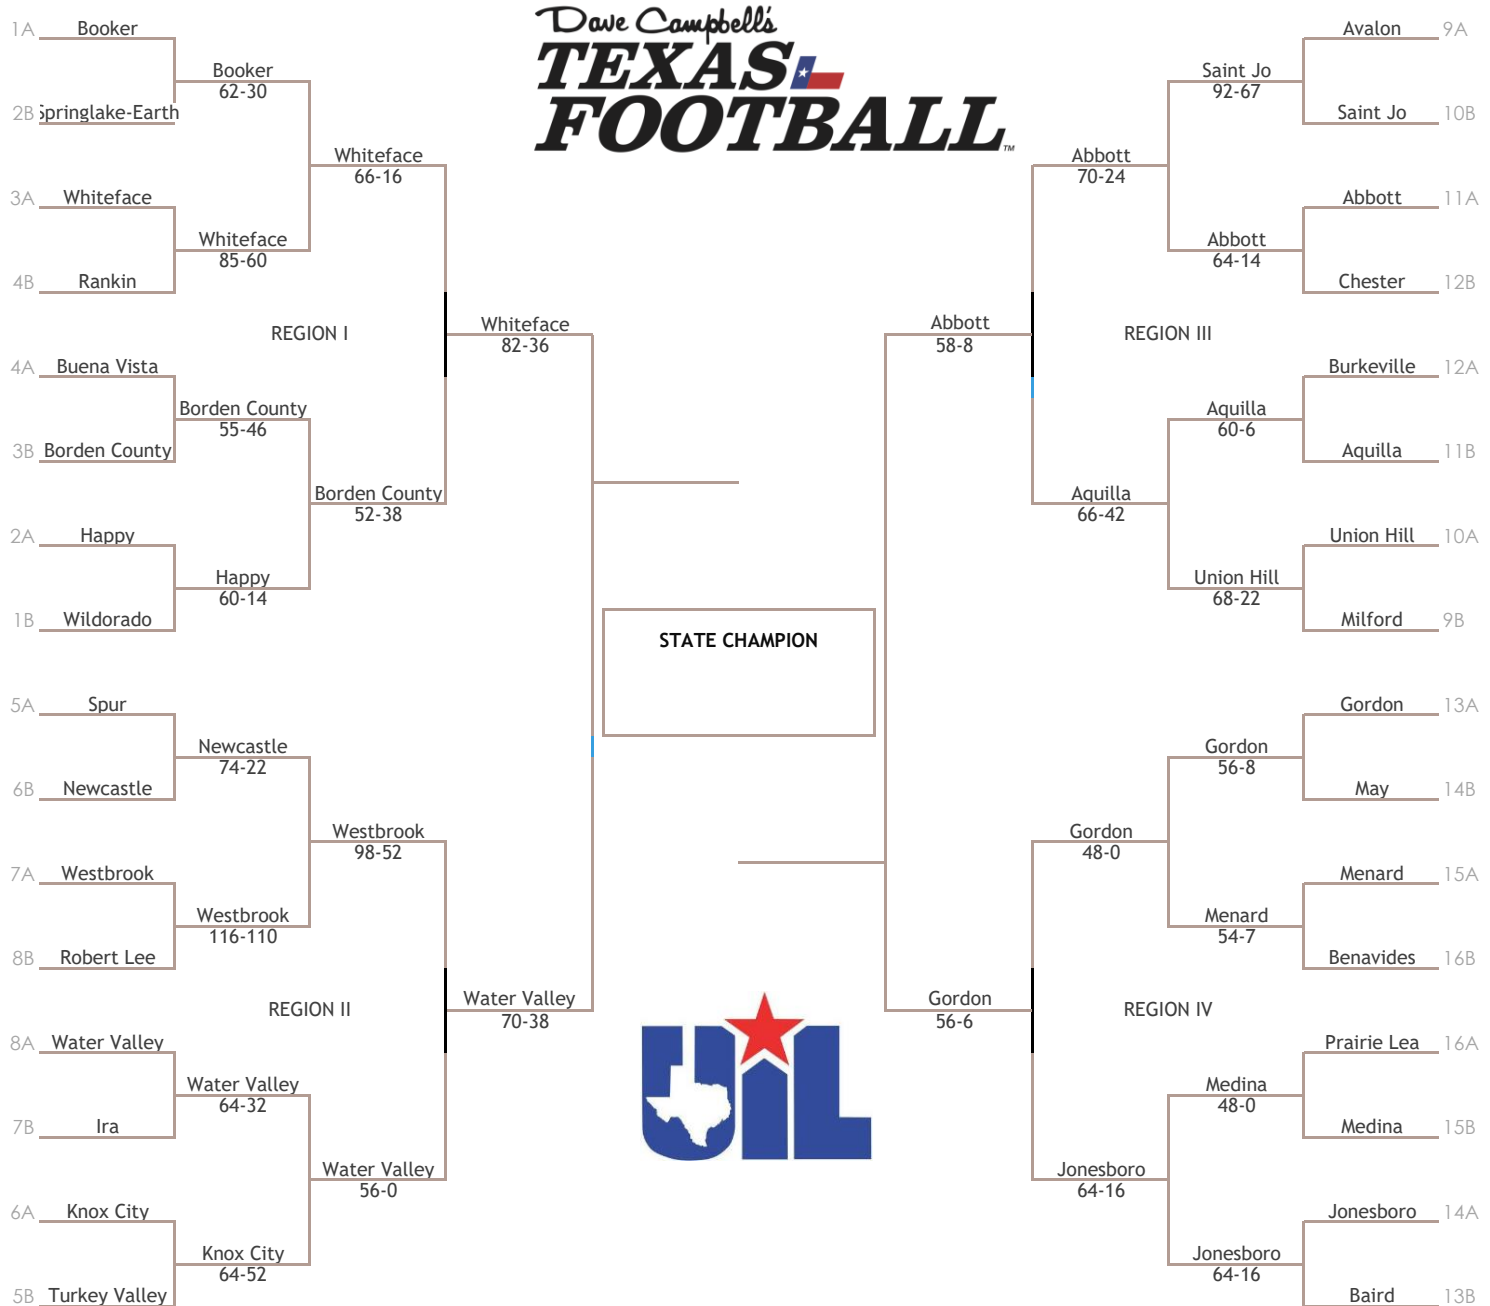 Dave Campbell's
TEXAS
FOOTBALL™
1A Booker
Booker
62-30
2B Springlake-Earth
Whiteface
66-16
3A Whiteface
Whiteface
85-60
4B Rankin
REGION I
Whiteface
82-36
4A Buena Vista
Borden County
55-46
3B Borden County
Borden County
52-38
2A Happy
Happy
60-14
1B Wildorado
5A Spur
Newcastle
74-22
6B Newcastle
Westbrook
98-52
7A Westbrook
Westbrook
116-110
8B Robert Lee
REGION II
Water Valley
70-38
8A Water Valley
Water Valley
64-32
7B Ira
Water Valley
56-0
6A Knox City
Knox City
64-52
5B Turkey Valley
STATE CHAMPION
UIL
Avalon 9A
Saint Jo
92-67
Saint Jo 10B
Abbott
70-24
Abbott 11A
Abbott
64-14
Chester 12B
Abbott
58-8
REGION III
Burkeville 12A
Aquilla
60-6
Aquilla 11B
Aquilla
66-42
Union Hill 10A
Union Hill
68-22
Milford 9B
Gordon 13A
Gordon
56-8
May 14B
Gordon
48-0
Menard 15A
Menard
54-7
Benavides 16B
Gordon
56-6
REGION IV
Prairie Lea 16A
Medina
48-0
Medina 15B
Jonesboro
64-16
Jonesboro 14A
Jonesboro
64-16
Baird 13B